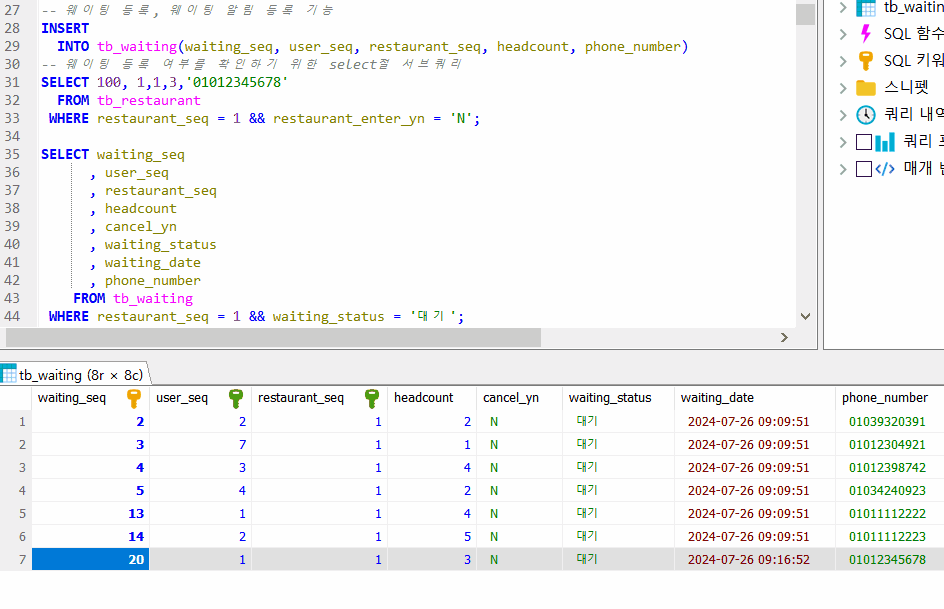 27 -- 웨이팅 등록, 웨이팅 알림 등록 기능
28 INSERT
29 INTO tb_waiting(waiting_seq, user_seq, restaurant_seq, headcount, phone_number)
30 -- 웨이팅 등록 여부를 확인하기 위한 select절 서브쿼리
31 SELECT 100, 1,1,3,'01012345678'
32 FROM tb_restaurant
33 WHERE restaurant_seq = 1 && restaurant_enter_yn = 'N';
34
35 SELECT waiting_seq
36 , user_seq
37 , restaurant_seq
38 , headcount
39 , cancel_yn
40 , waiting_status
41 , waiting_date
42 , phone_number
43 FROM tb_waiting
44 WHERE restaurant_seq = 1 && waiting_status = '대기';
tb_waitin
SQL 함수
SQL 키워
스니펫
쿼리 내역
쿼리 프
매개 변
tb_waiting (8r × 8c)
waiting_seq user_seq restaurant_seq headcount cancel_yn waiting_status waiting_date phone_number
1 2 2 1 2 N 대기 2024-07-26 09:09:51 01039320391
2 3 7 1 1 N 대기 2024-07-26 09:09:51 01012304921
3 4 3 1 4 N 대기 2024-07-26 09:09:51 01012398742
4 5 4 1 2 N 대기 2024-07-26 09:09:51 01034240923
5 13 1 1 4 N 대기 2024-07-26 09:09:51 01011112222
6 14 2 1 5 N 대기 2024-07-26 09:09:51 01011112223
7 20 1 1 3 N 대기 2024-07-26 09:16:52 01012345678